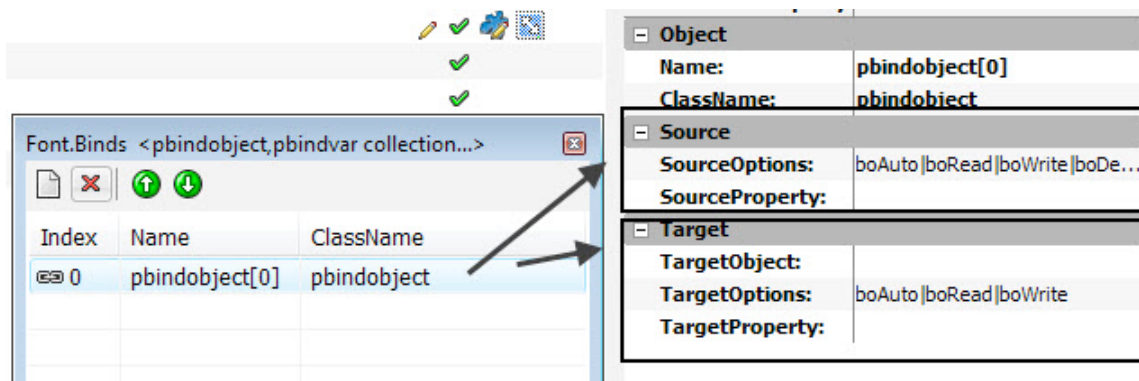 Object
Name: pbindobject[0]
ClassName: pbindobject
Source
SourceOptions: boAuto|boRead|boWrite|boDe...
SourceProperty:
Target
TargetObject:
TargetOptions: boAuto|boRead|boWrite
TargetProperty:
Font.Binds <pbindobject,pbindvar collection...>
Index Name ClassName
0 pbindobject[0] pbindobject